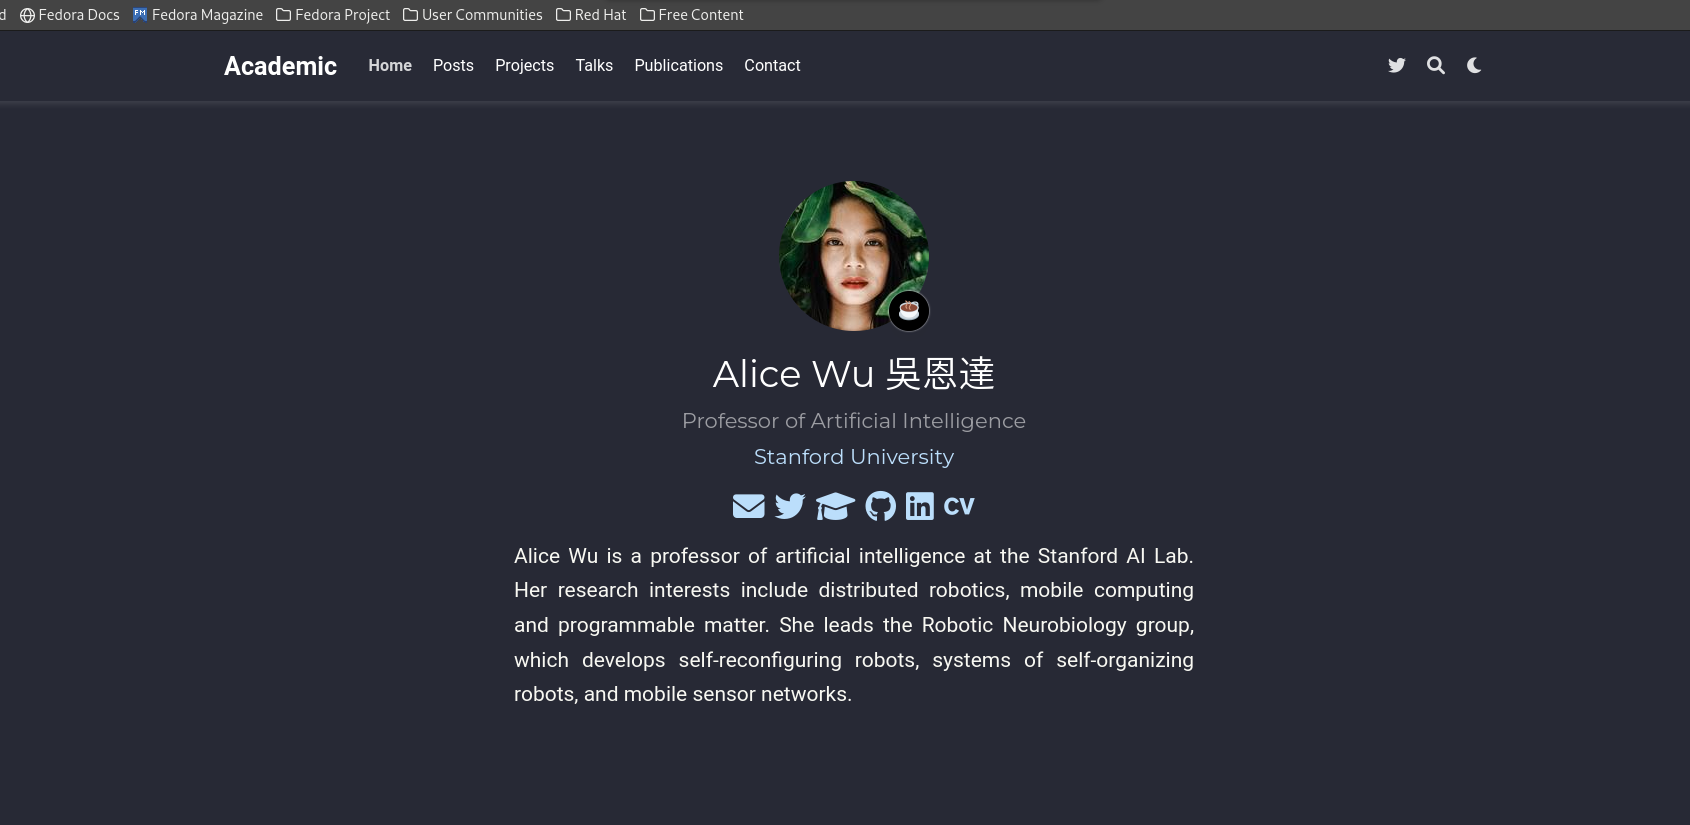 d Fedora Docs FM Fedora Magazine Fedora Project User Communities Red Hat Free Content
Academic Home Posts Projects Talks Publications Contact
Alice Wu 吳恩達
Professor of Artificial Intelligence
Stanford University
in CV
Alice Wu is a professor of artificial intelligence at the Stanford AI Lab.
Her research interests include distributed robotics, mobile computing
and programmable matter. She leads the Robotic Neurobiology group,
which develops self-reconfiguring robots, systems of self-organizing
robots, and mobile sensor networks.